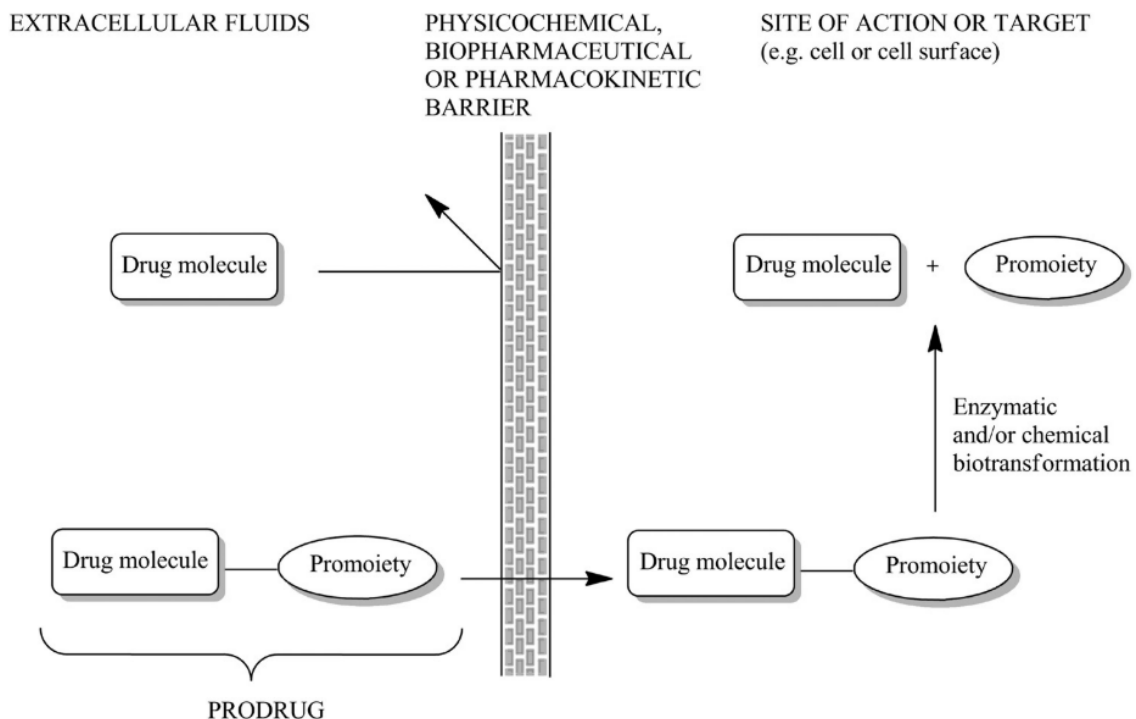 EXTRACELLULAR FLUIDS
PHYSICOCHEMICAL,
BIOPHARMACEUTICAL
OR PHARMACOKINETIC
BARRIER
SITE OF ACTION OR TARGET
(e.g. cell or cell surface)
Drug molecule
Drug molecule
+
Promoiety
Enzymatic
and/or chemical
biotransformation
Drug molecule
Promoiety
Drug molecule
Promoiety
PRODRUG